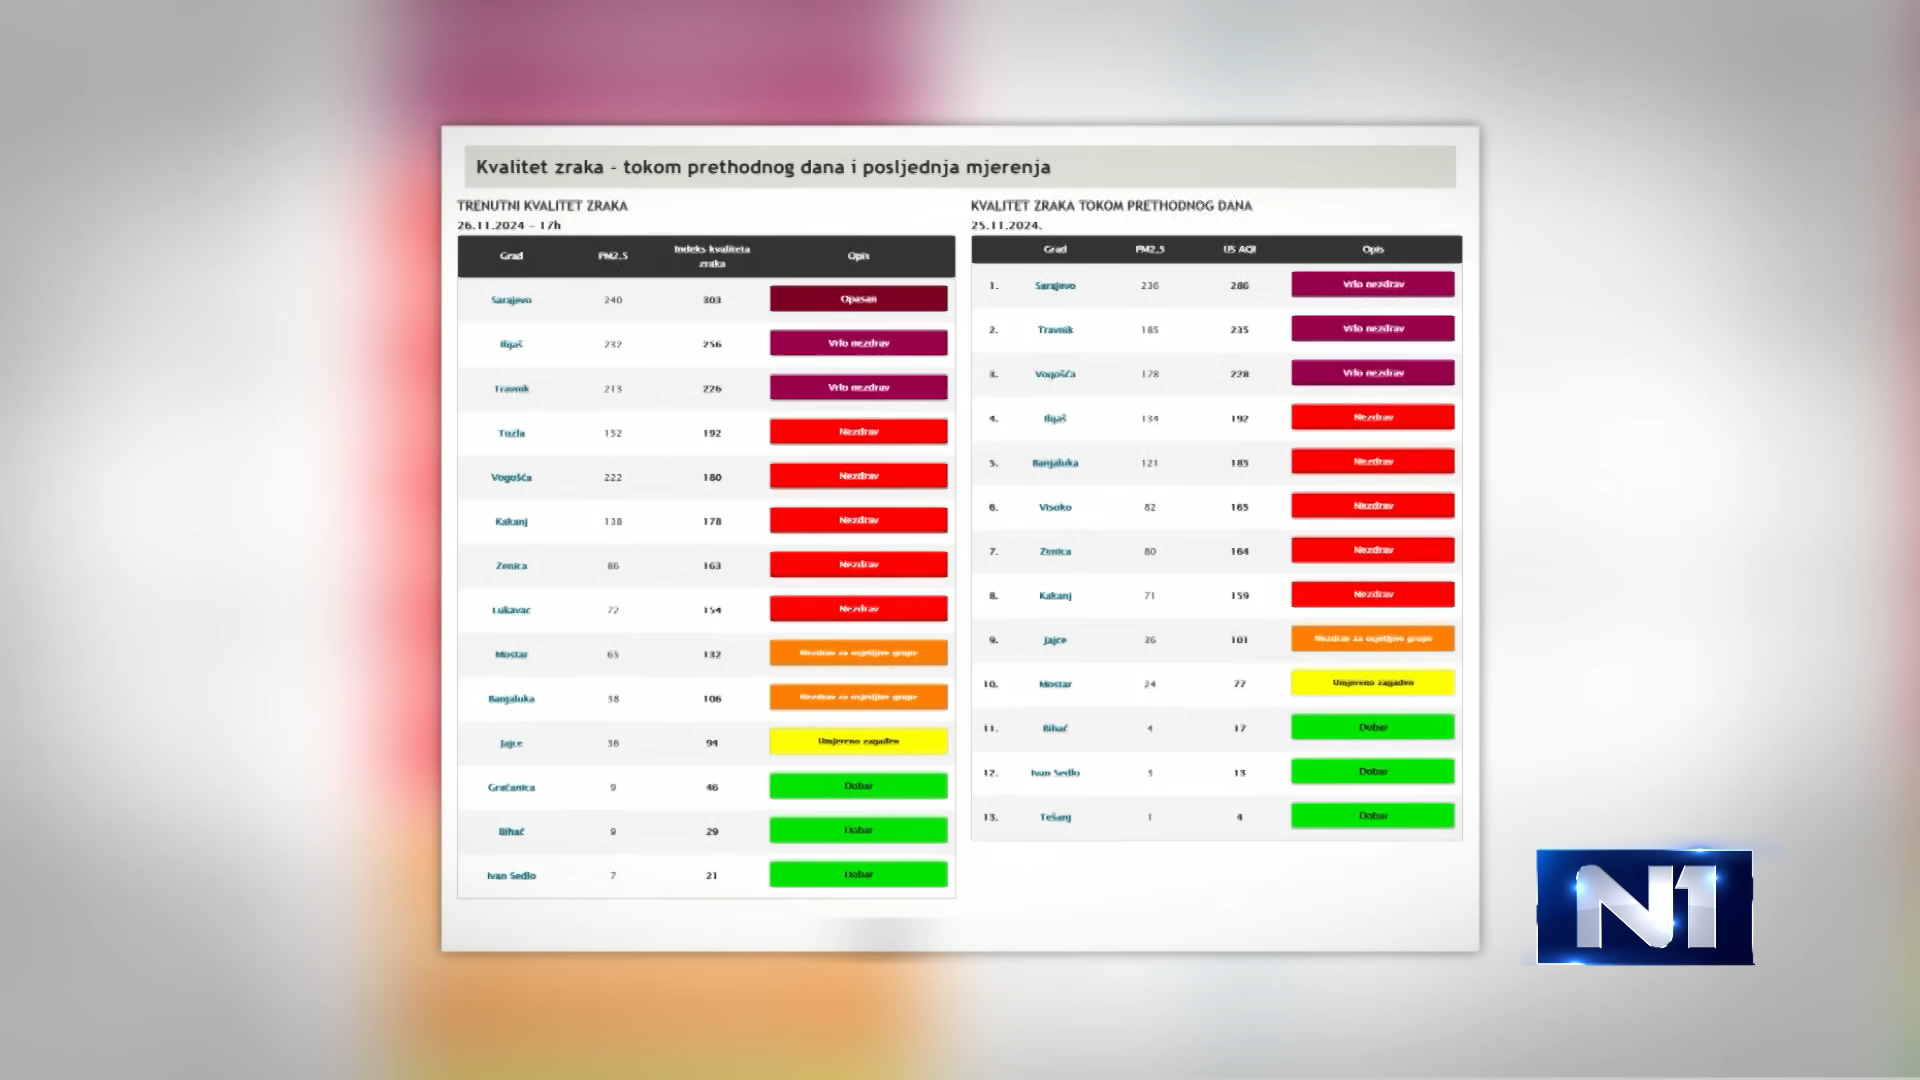 Kvalitet zraka - tokom prethodnog dana i posljednja mjerenja
TRENUTNI KVALITET ZRAKA
26.11.2024 - 17h
Grad PM2.5 Indeks kvaliteta zraka Opis
Sarajevo 240 303 Opasan
Ilijaš 232 256 Vrlo nezdrav
Travnik 213 226 Vrlo nezdrav
Tuzla 152 192 Nezdrav
Vogošća 222 180 Nezdrav
Kakanj 138 178 Nezdrav
Zenica 86 163 Nezdrav
Lukavac 72 154 Nezdrav
Mostar 65 132 Nezdrav za osjetljive grupe
Banjaluka 38 106 Nezdrav za osjetljive grupe
Jajce 36 94 Umjereno zagađen
Gračanica 9 46 Dobar
Bihać 9 29 Dobar
Ivan Sedlo 7 21 Dobar
KVALITET ZRAKA TOKOM PRETHODNOG DANA
25.11.2024.
Grad PM2.5 US AQI Opis
1. Sarajevo 236 286 Vrlo nezdrav
2. Travnik 185 235 Vrlo nezdrav
3. Vogošća 178 228 Vrlo nezdrav
4. Ilijaš 134 192 Nezdrav
5. Banjaluka 121 185 Nezdrav
6. Visoko 82 165 Nezdrav
7. Zenica 80 164 Nezdrav
8. Kakanj 71 159 Nezdrav
9. Jajce 36 101 Nezdrav za osjetljive grupe
10. Mostar 24 77 Umjereno zagađen
11. Bihać 4 17 Dobar
12. Ivan Sedlo 3 13 Dobar
13. Tešanj 1 4 Dobar
N1